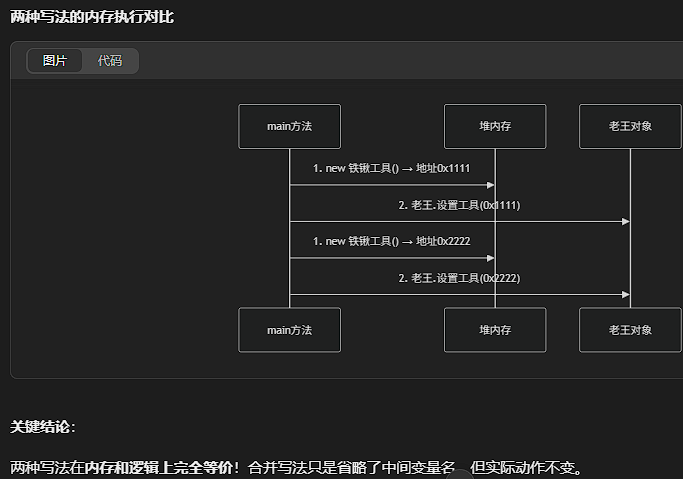 两种写法的内存执行对比
图片 代码
main方法 堆内存 老王对象
1. new 铁锹工具() → 地址0x1111
2. 老王.设置工具(0x1111)
1. new 铁锹工具() → 地址0x2222
2. 老王.设置工具(0x2222)
main方法 堆内存 老王对象
关键结论：
两种写法在内存和逻辑上完全等价！合并写法只是省略了中间变量名，但实际动作不变。